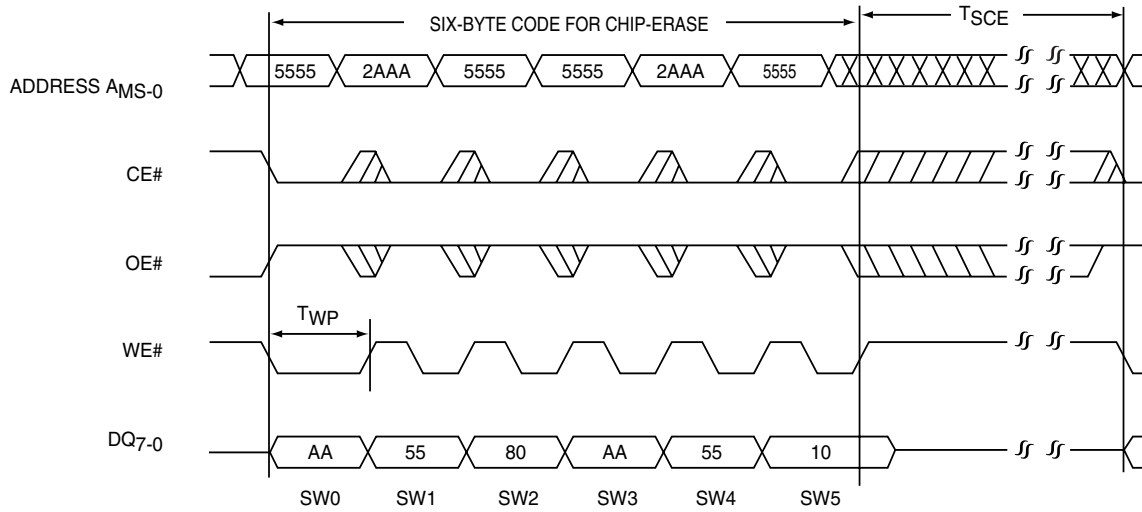 SIX-BYTE CODE FOR CHIP-ERASE
TSCE
ADDRESS AMS-0
5555 2AAA 5555 5555 2AAA 5555
CE#
OE#
TWP
WE#
DQ7-0
AA 55 80 AA 55 10
SW0 SW1 SW2 SW3 SW4 SW5